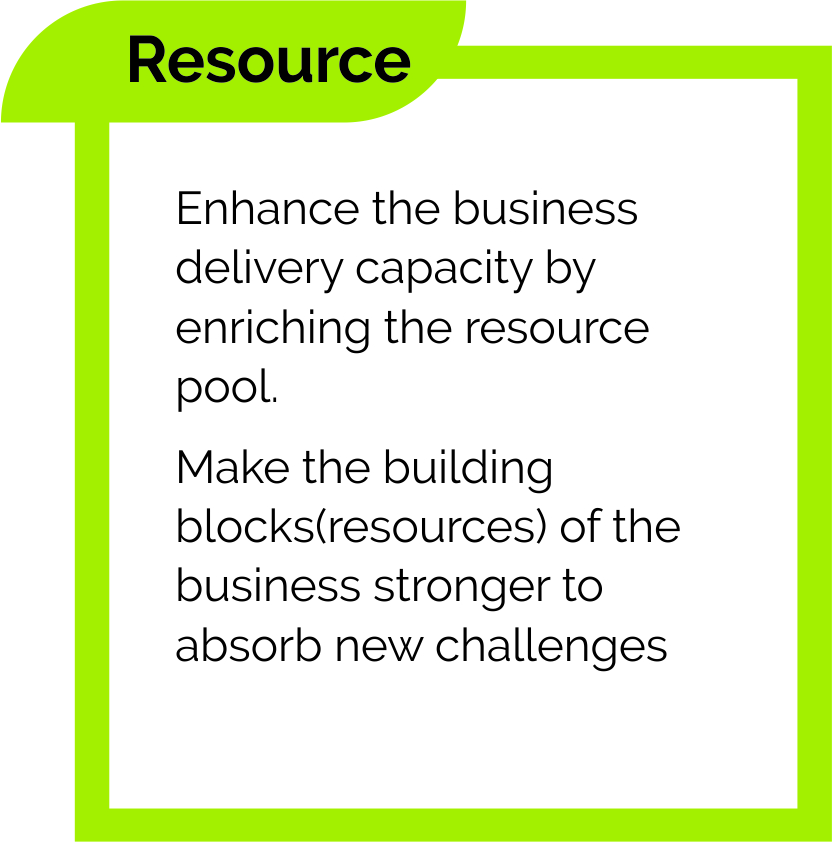 Resource
Enhance the business
delivery capacity by
enriching the resource
pool.
Make the building
blocks(resources) of the
business stronger to
absorb new challenges